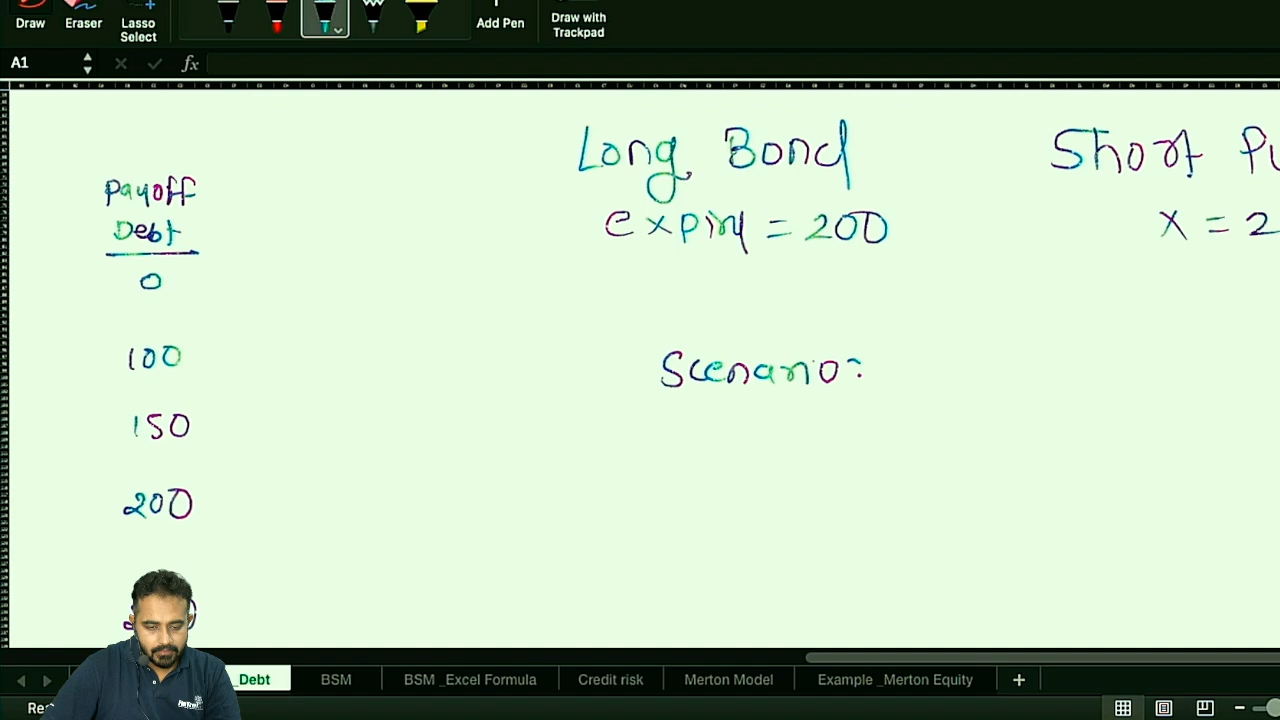 Draw
Eraser
Lasso
Select
Add Pen
Draw with
Trackpad
A1
fx
Long Bond
Short
expiry = 200
X = 2
Payoff
Debt
0
100
150
200
Scenario:
_Debt
BSM
BSM _Excel Formula
Credit risk
Merton Model
Example _Merton Equity